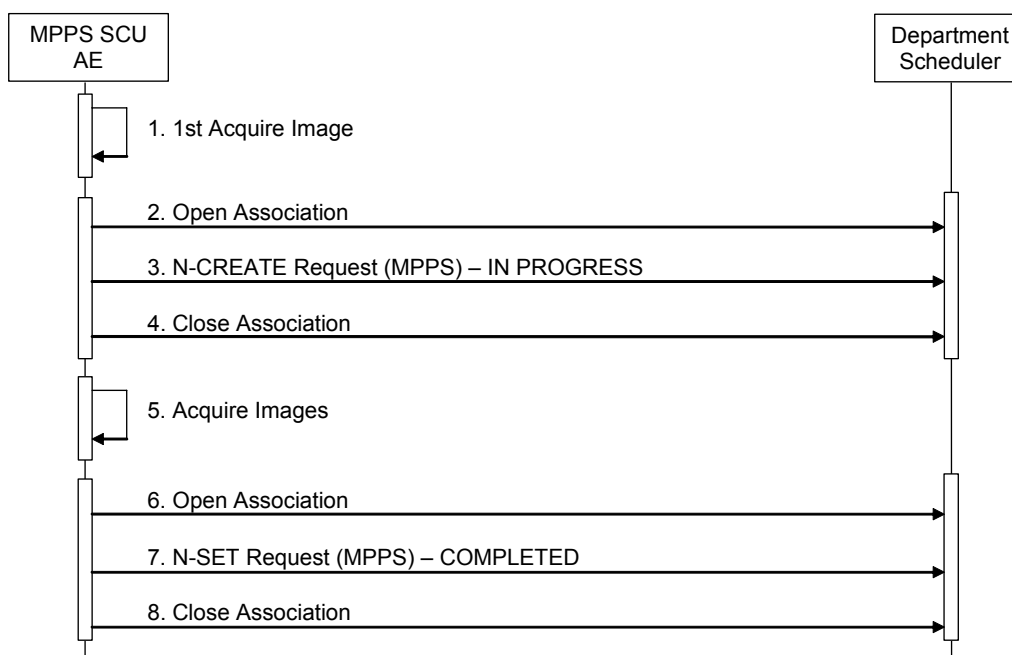 MPPS SCU
AE
Department
Scheduler
1. 1st Acquire Image
2. Open Association
3. N-CREATE Request (MPPS) – IN PROGRESS
4. Close Association
5. Acquire Images
6. Open Association
7. N-SET Request (MPPS) – COMPLETED
8. Close Association